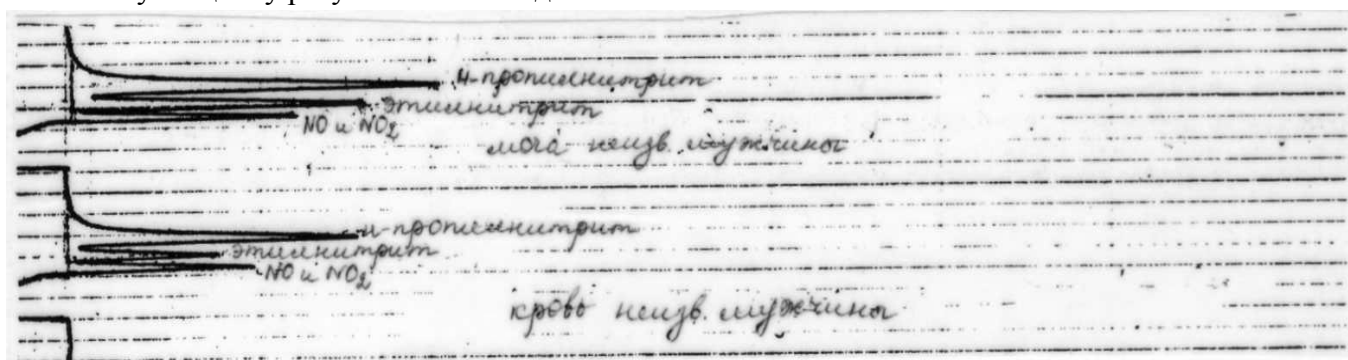 н-пропилнитрит
этилнитрит
NO и NO₂
моча неизв. мужчины
н-пропилнитрит
этилнитрит
NO и NO₂
кровь неизв. мужчины